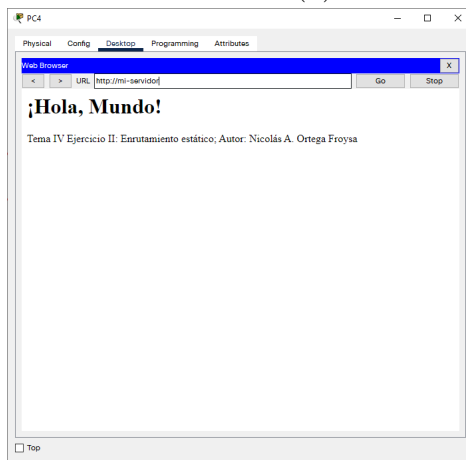 PC4
Physical Config Desktop Programming Attributes
Web Browser X
< > URL http://mi-servidor Go Stop
¡Hola, Mundo!
Tema IV Ejercicio II: Enrutamiento estático; Autor: Nicolás A. Ortega Froysa
Top